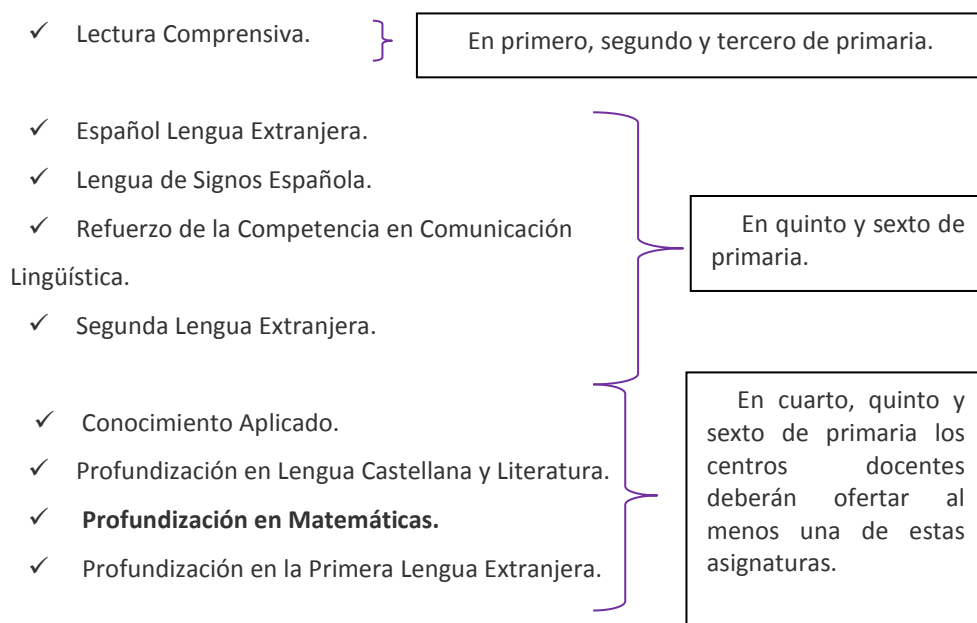 ✓ Lectura Comprensiva.
En primero, segundo y tercero de primaria.
✓ Español Lengua Extranjera.
✓ Lengua de Signos Española.
✓ Refuerzo de la Competencia en Comunicación
Lingüística.
✓ Segunda Lengua Extranjera.
En quinto y sexto de
primaria.
✓ Conocimiento Aplicado.
✓ Profundización en Lengua Castellana y Literatura.
✓ Profundización en Matemáticas.
✓ Profundización en la Primera Lengua Extranjera.
En cuarto, quinto y
sexto de primaria los
centros docentes
deberán ofertar al
menos una de estas
asignaturas.